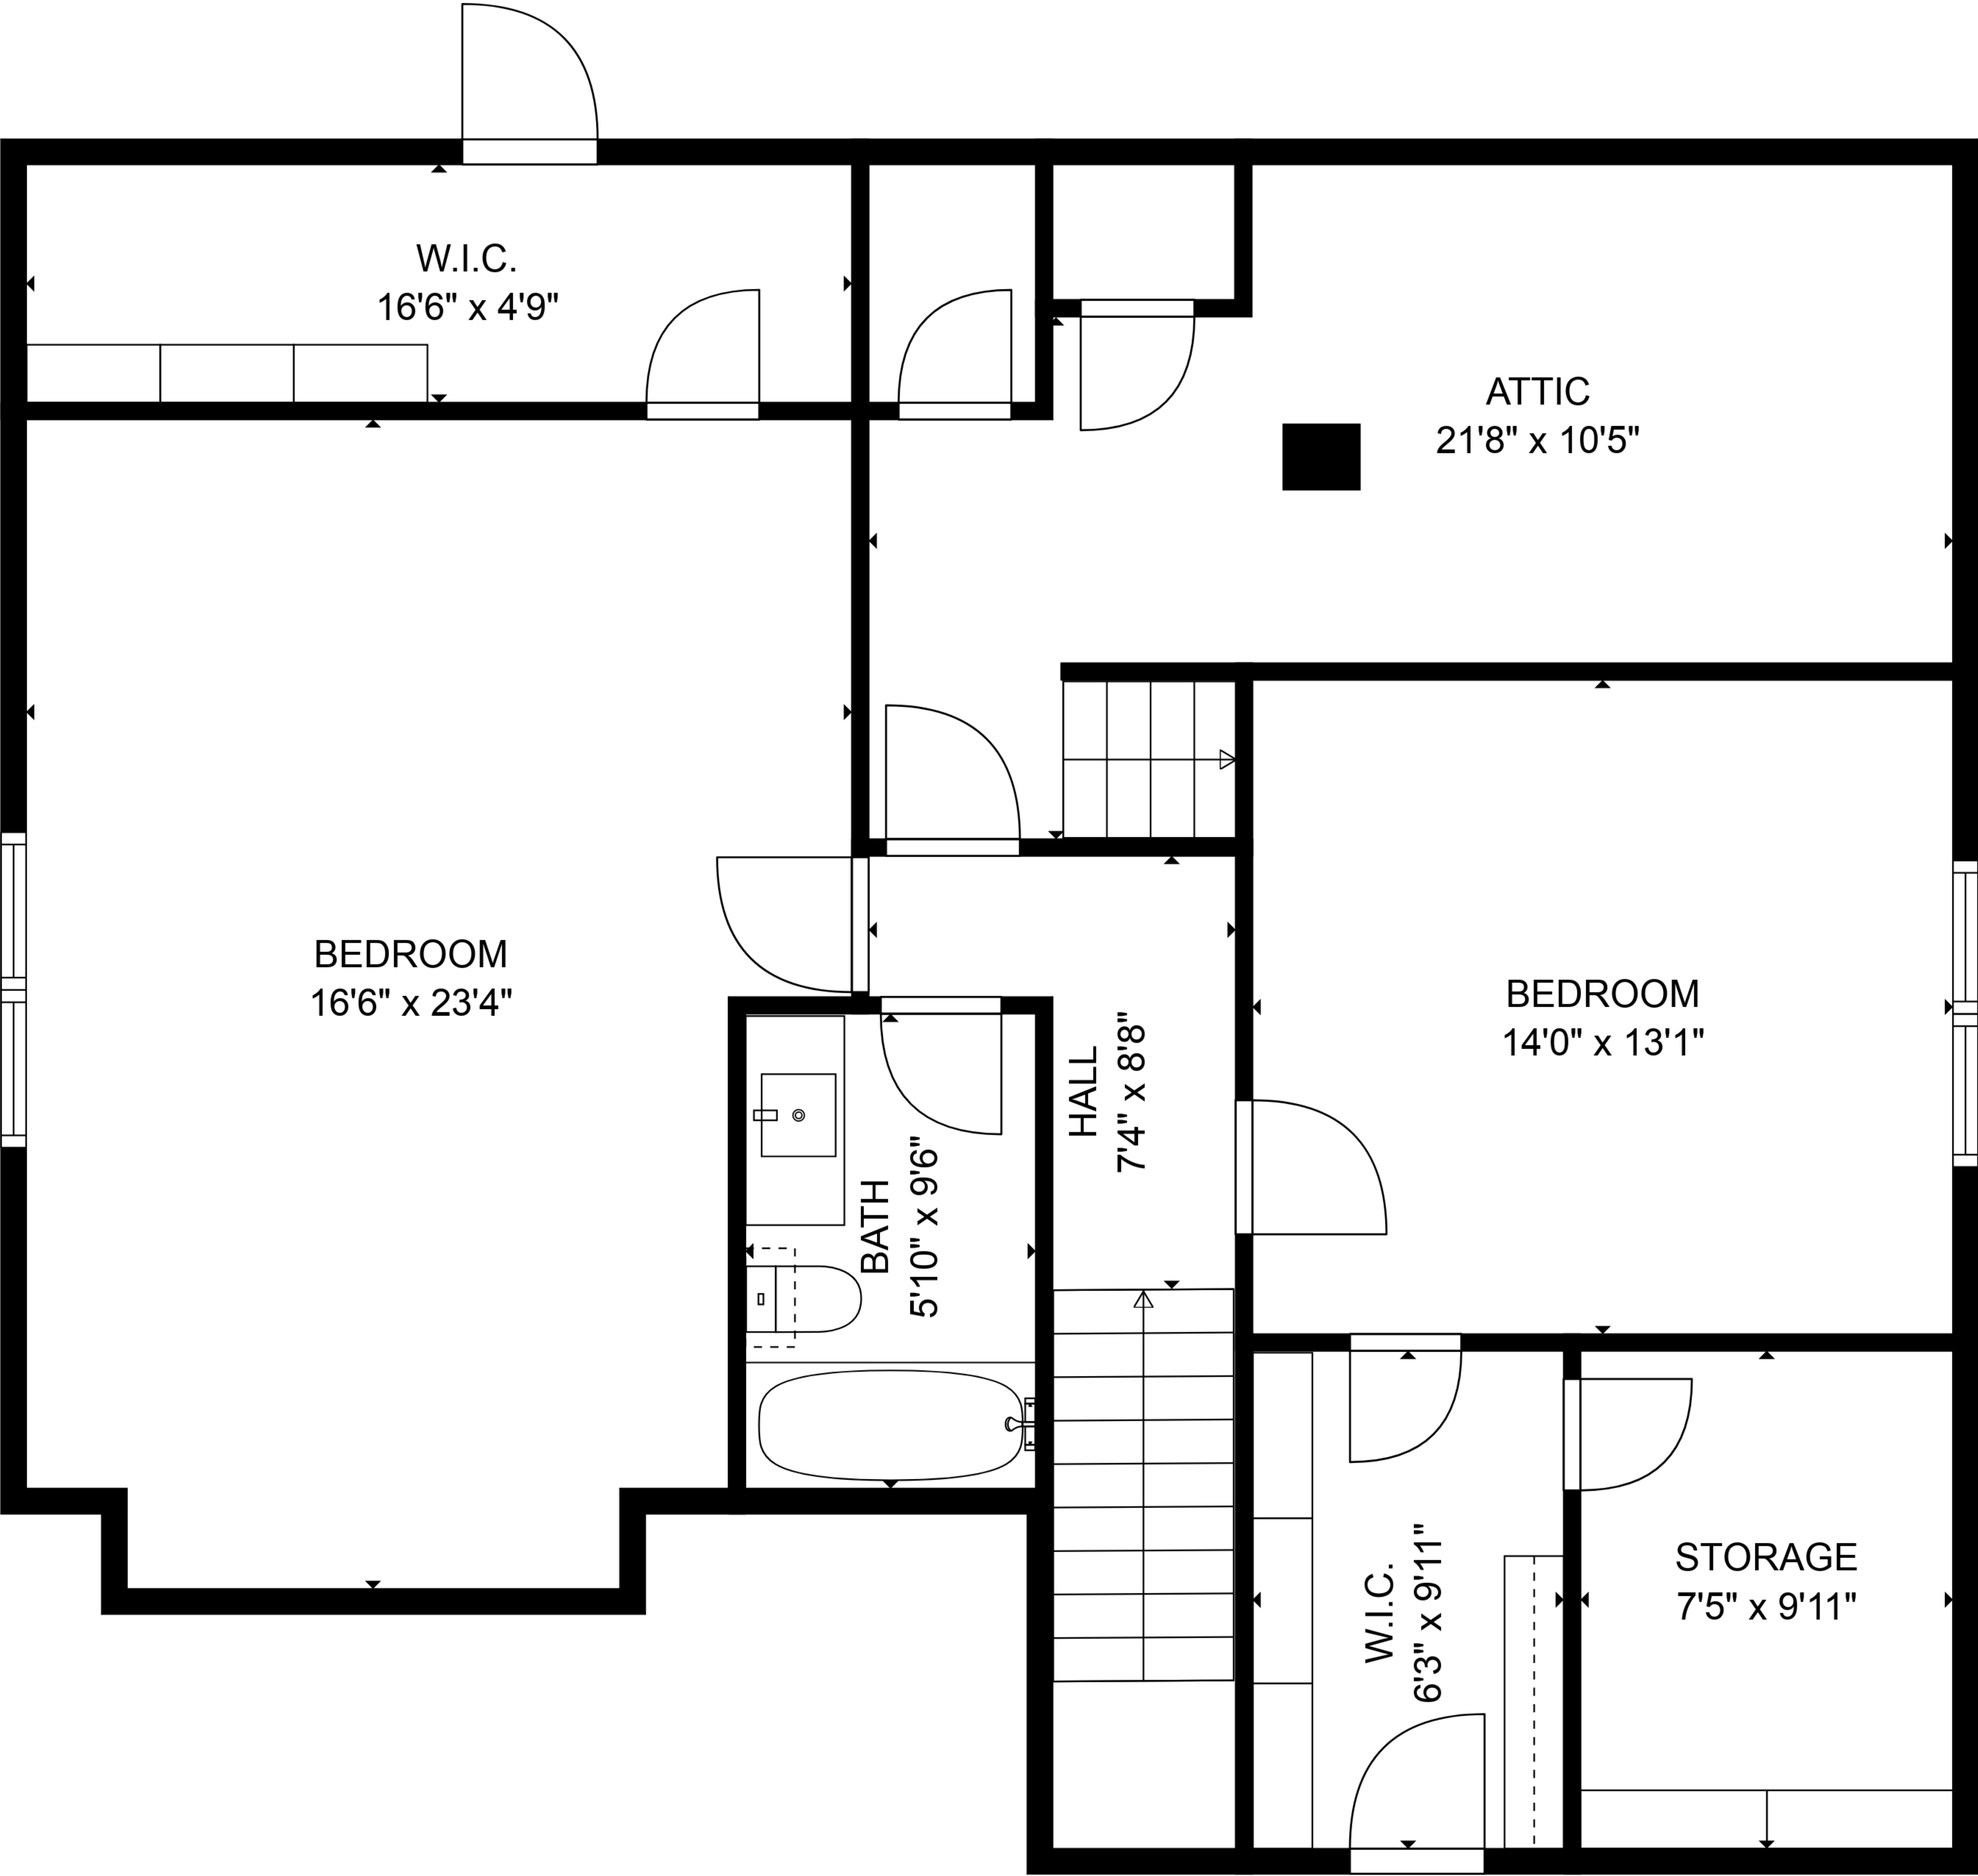 W.I.C.
16'6" x 4'9"
ATTIC
21'8" x 10'5"
BEDROOM
16'6" x 23'4"
HALL
7'4" x 8'8"
BEDROOM
14'0" x 13'1"
BATH
5'10" x 9'6"
W.I.C.
6'3" x 9'11"
STORAGE
7'5" x 9'11"